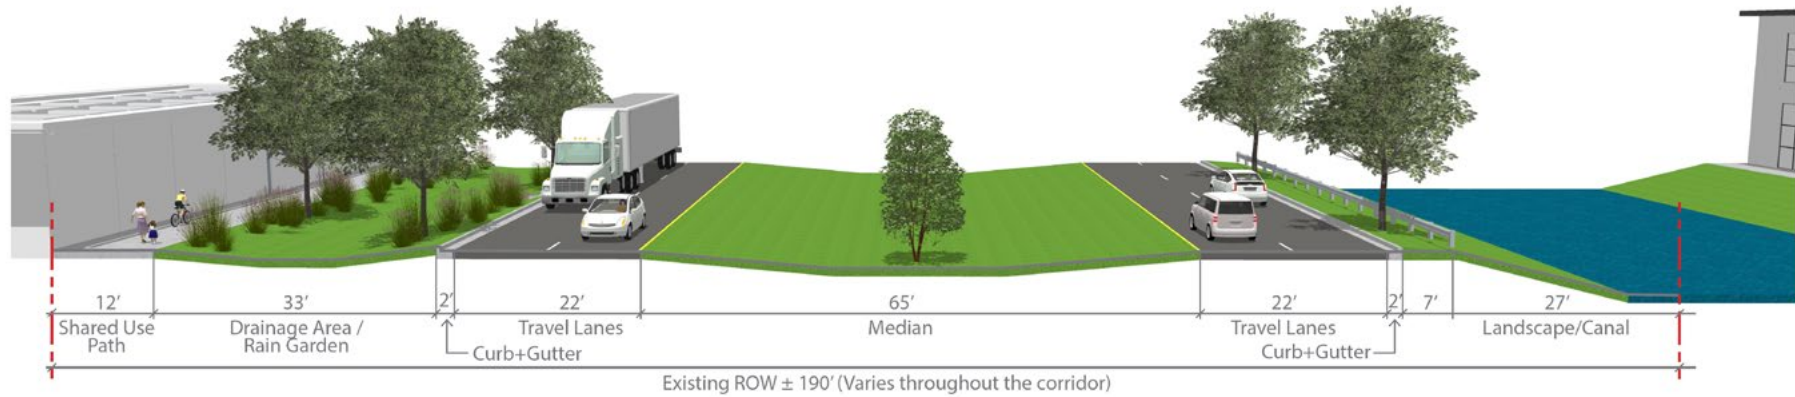 12’ 33’ 2’ 22’ 65’ 22’ 2’ 7’ 27’
Shared Use Path
Drainage Area / Rain Garden
Curb+Gutter
Travel Lanes
Median
Travel Lanes
Curb+Gutter
Landscape/Canal
Existing ROW ± 190’ (Varies throughout the corridor)